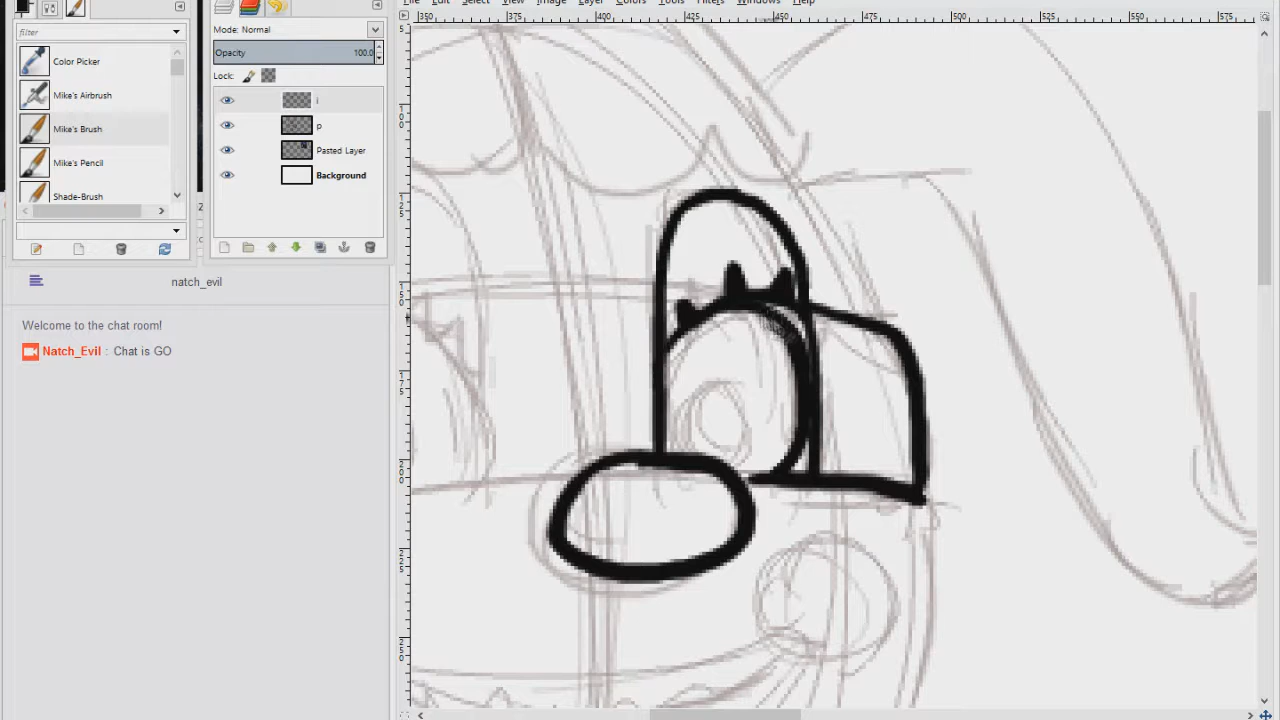 File Edit Select View Image Layer Colors Tools Filters Windows Help
filter
Color Picker
Mike's Airbrush
Mike's Brush
Mike's Pencil
Shade-Brush
Mode: Normal
Opacity 100.0
Lock:
i
p
Pasted Layer
Background
350 375 400 425 450 475 500 525 550 575
natch_evil
Welcome to the chat room!
Natch_Evil : Chat is GO